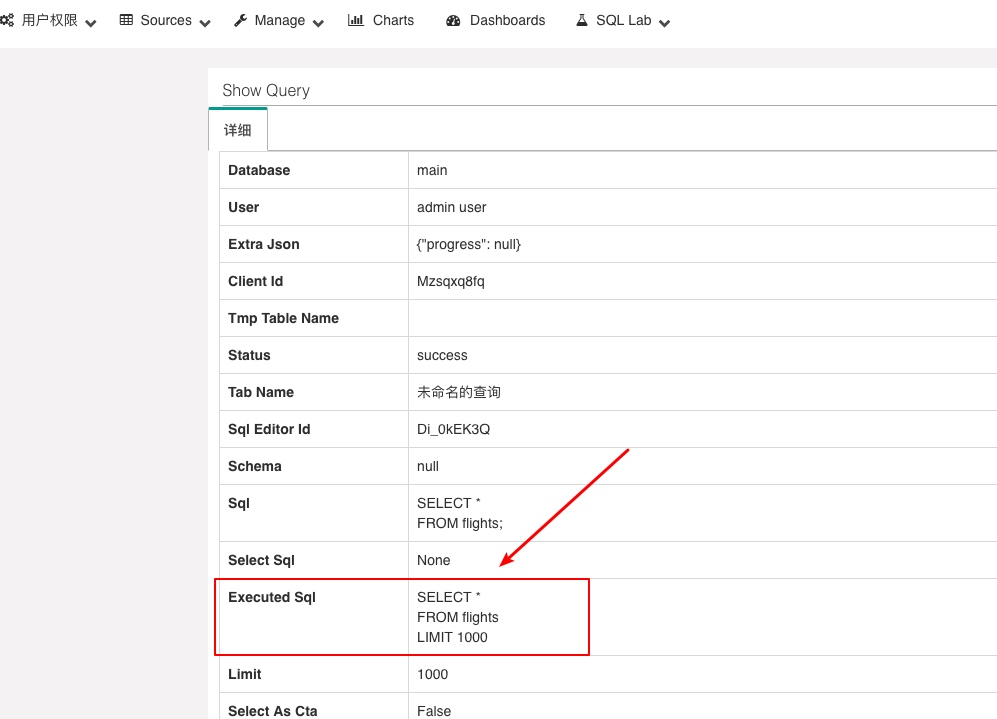 用户权限 Sources Manage Charts Dashboards SQL Lab
Show Query
详细
Database main
User admin user
Extra Json {"progress": null}
Client Id Mzsqxq8fq
Tmp Table Name
Status success
Tab Name 未命名的查询
Sql Editor Id Di_0kEK3Q
Schema null
Sql SELECT *
FROM flights;
Select Sql None
Executed Sql SELECT *
FROM flights
LIMIT 1000
Limit 1000
Select As Cta False